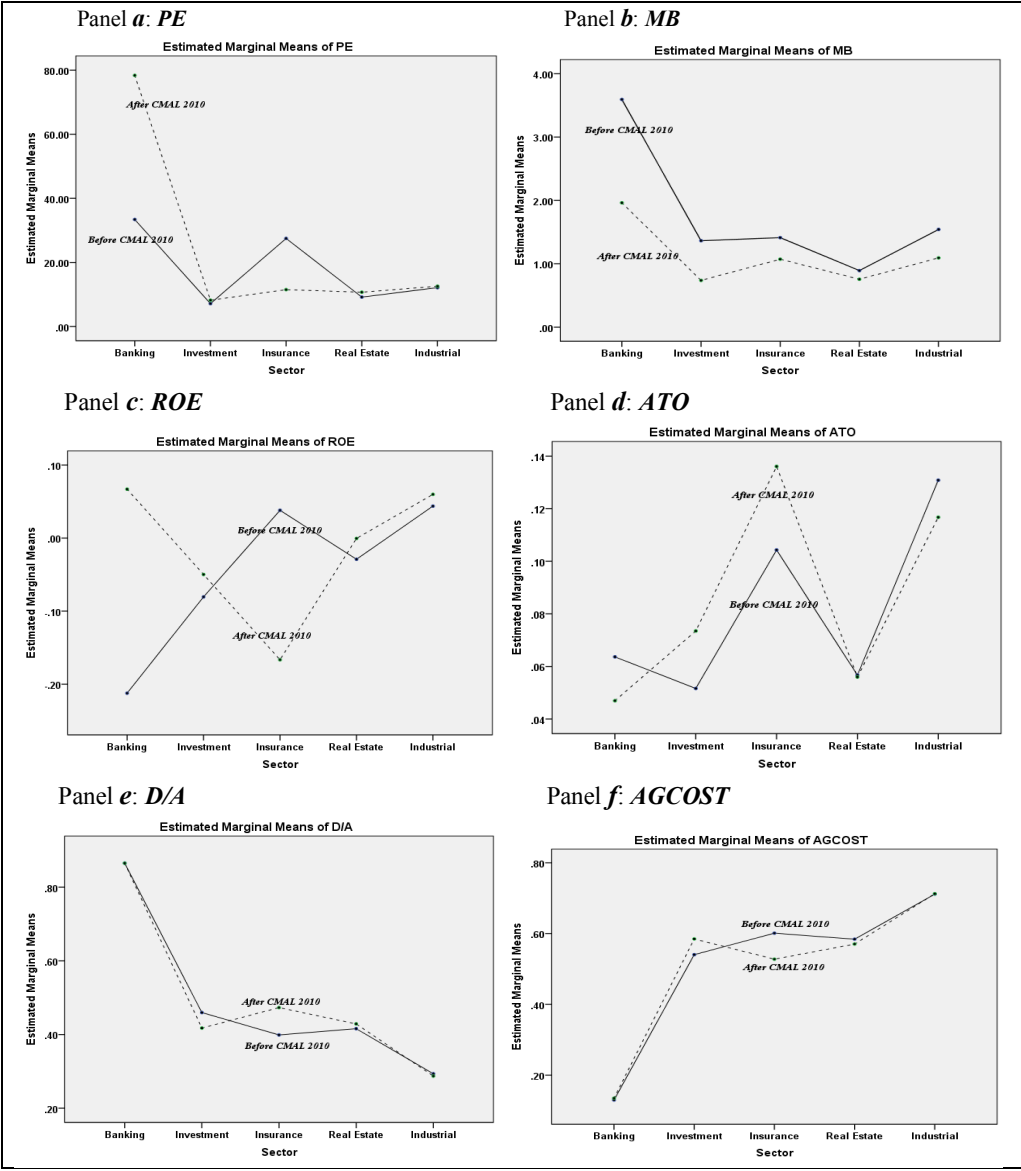 Panel a: PE
Estimated Marginal Means of PE
Estimated Marginal Means
80.00
60.00
40.00
20.00
.00
After CMAL 2010
Before CMAL 2010
Banking Investment Insurance Real Estate Industrial
Sector
Panel b: MB
Estimated Marginal Means of MB
Estimated Marginal Means
4.00
3.00
2.00
1.00
.00
Before CMAL 2010
After CMAL 2010
Banking Investment Insurance Real Estate Industrial
Sector
Panel c: ROE
Estimated Marginal Means of ROE
Estimated Marginal Means
.10
.00
-.10
-.20
Before CMAL 2010
After CMAL 2010
Banking Investment Insurance Real Estate Industrial
Sector
Panel d: ATO
Estimated Marginal Means of ATO
Estimated Marginal Means
.14
.12
.10
.08
.06
.04
After CMAL 2010
Before CMAL 2010
Banking Investment Insurance Real Estate Industrial
Sector
Panel e: D/A
Estimated Marginal Means of D/A
Estimated Marginal Means
.80
.60
.40
.20
After CMAL 2010
Before CMAL 2010
Banking Investment Insurance Real Estate Industrial
Sector
Panel f: AGCOST
Estimated Marginal Means of AGCOST
Estimated Marginal Means
.80
.60
.40
.20
Before CMAL 2010
After CMAL 2010
Banking Investment Insurance Real Estate Industrial
Sector